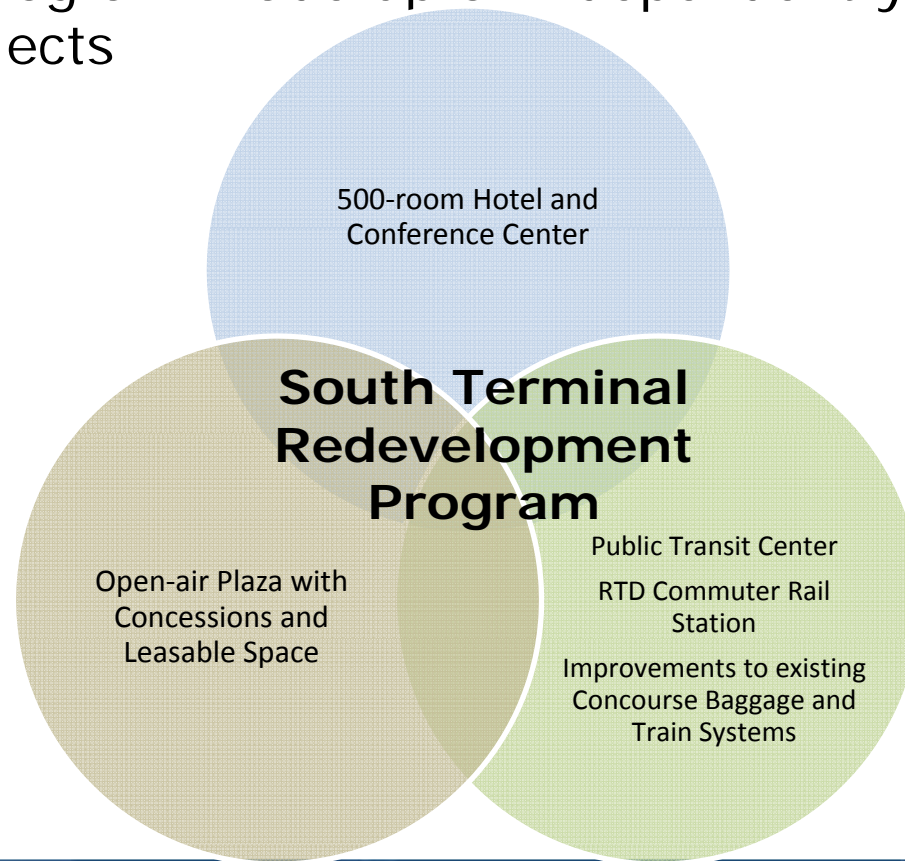 ects
500-room Hotel and
Conference Center
South Terminal
Redevelopment
Program
Open-air Plaza with
Concessions and
Leasable Space
Public Transit Center
RTD Commuter Rail
Station
Improvements to existing
Concourse Baggage and
Train Systems